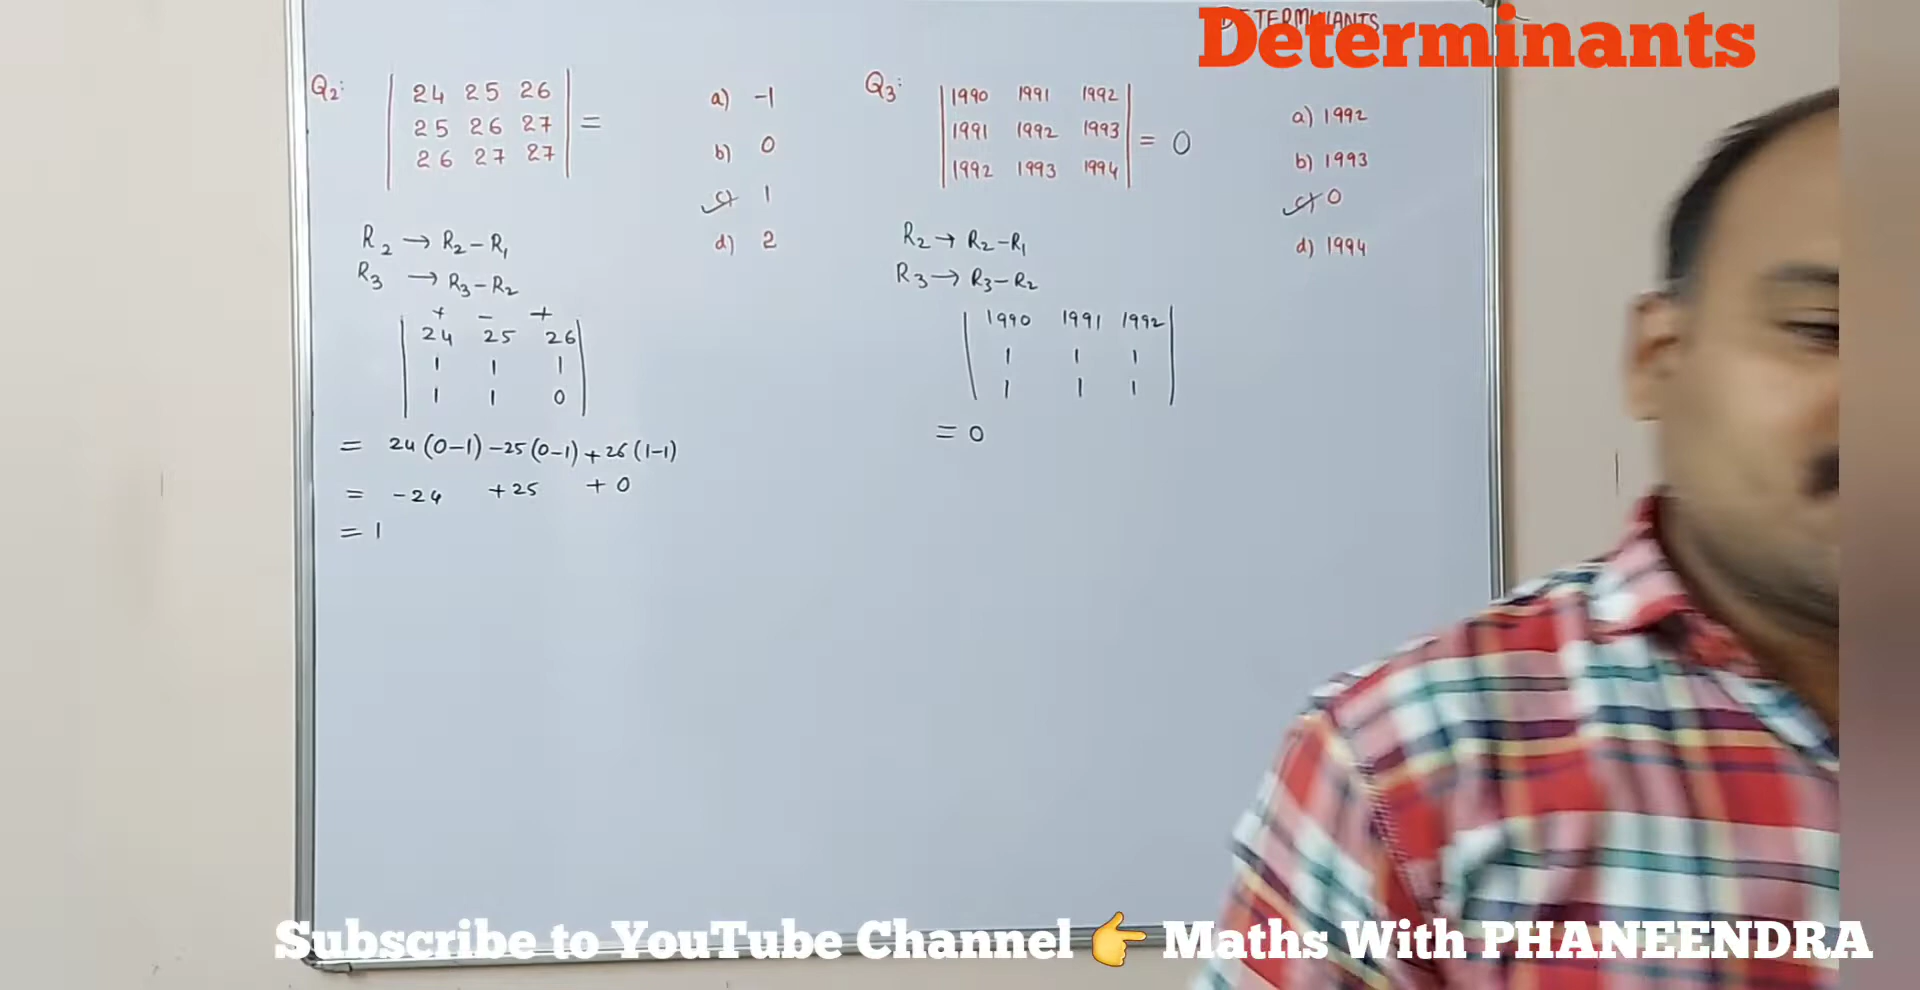 DETERMINANTS
Determinants
Q2:
24 25 26
25 26 27 =
26 27 27
a) -1
b) 0
c) 1
d) 2
R2 → R2 - R1
R3 → R3 - R2
+ - +
24 25 26
1 1 1
1 1 0
= 24(0-1) -25(0-1) + 26(1-1)
= -24 +25 +0
= 1
Q3:
1990 1991 1992
1991 1992 1993 = 0
1992 1993 1994
a) 1992
b) 1993
c) 0
d) 1994
R2 → R2 - R1
R3 → R3 - R2
1990 1991 1992
1 1 1
1 1 1
= 0
Subscribe to YouTube Channel 👉 Maths With PHANEENDRA